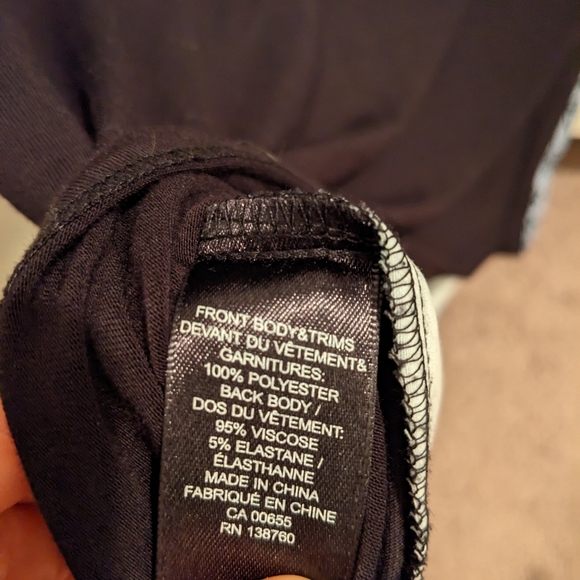 FRONT BODY&TRIMS
DEVANT DU VÊTEMENT&
GARNITURES:
100% POLYESTER
BACK BODY /
DOS DU VÊTEMENT:
95% VISCOSE
5% ELASTANE /
ÉLASTHANNE
MADE IN CHINA
FABRIQUÉ EN CHINE
CA 00655
RN 138760